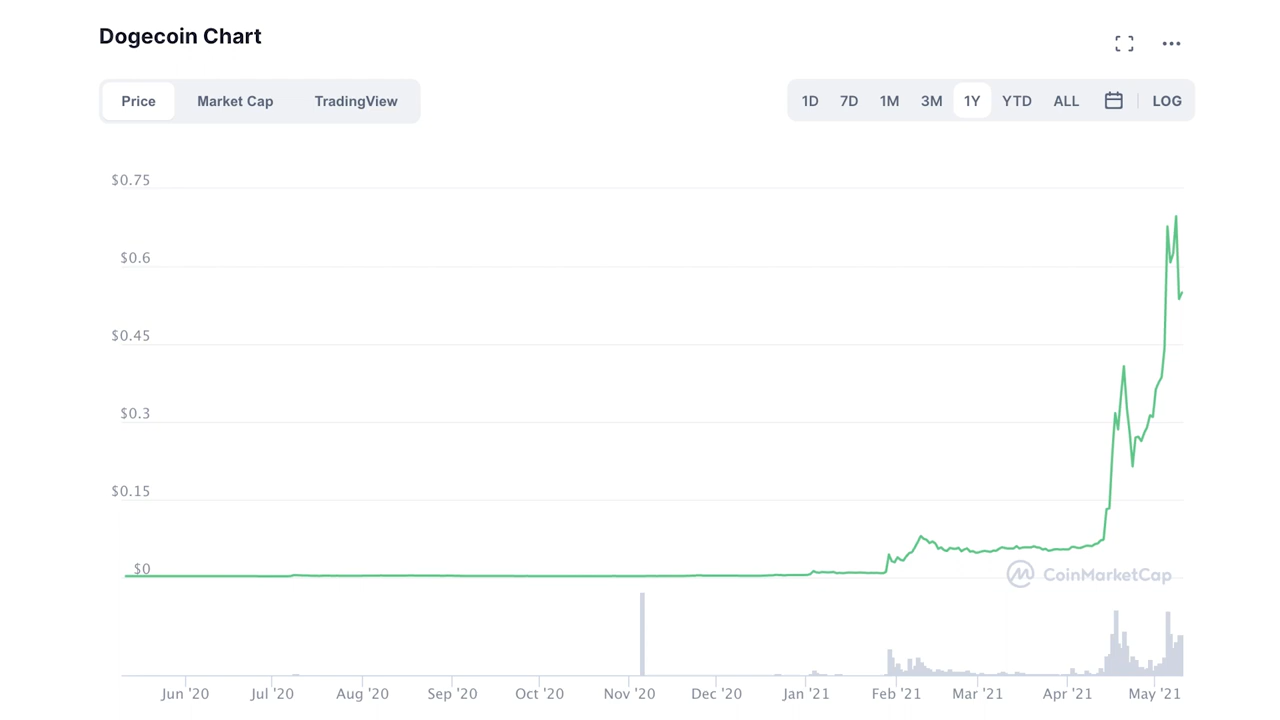 Dogecoin Chart
Price Market Cap TradingView
1D 7D 1M 3M 1Y YTD ALL LOG
$0.75
$0.6
$0.45
$0.3
$0.15
$0
CoinMarketCap
Jun '20 Jul '20 Aug '20 Sep '20 Oct '20 Nov '20 Dec '20 Jan '21 Feb '21 Mar '21 Apr '21 May '21